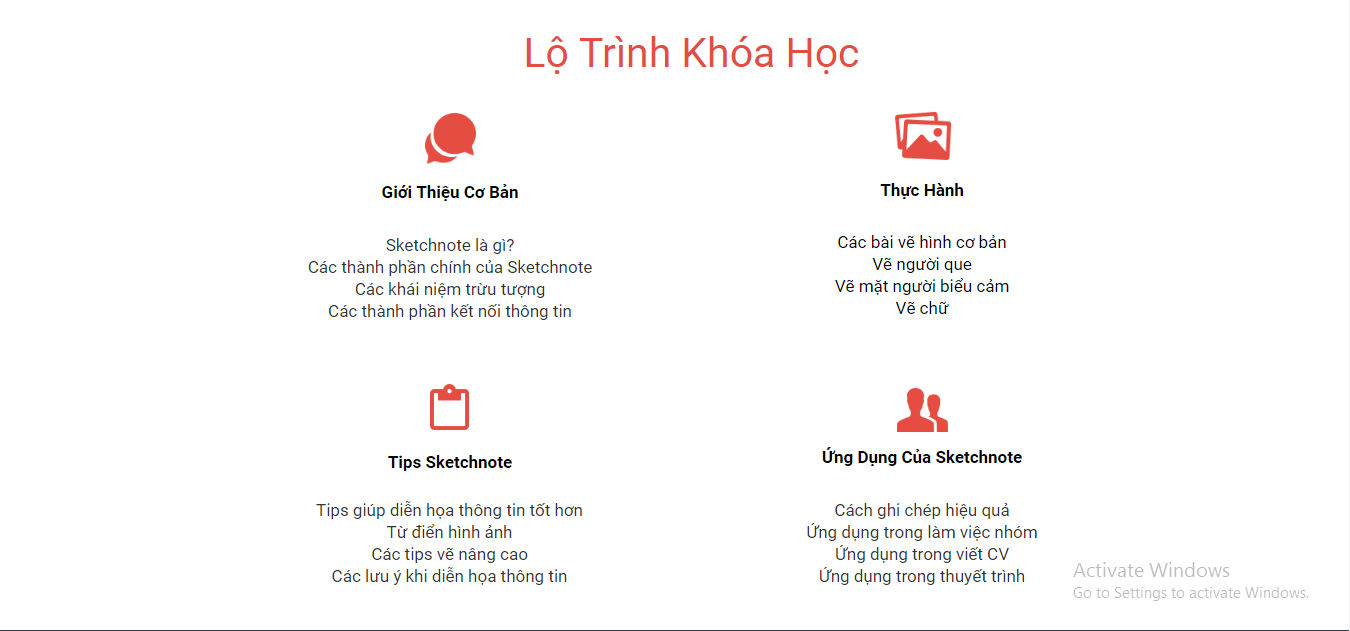 Lộ Trình Khóa Học
Giới Thiệu Cơ Bản
Sketchnote là gì?
Các thành phần chính của Sketchnote
Các khái niệm trừu tượng
Các thành phần kết nối thông tin
Thực Hành
Các bài vẽ hình cơ bản
Vẽ người que
Vẽ mặt người biểu cảm
Vẽ chữ
Tips Sketchnote
Tips giúp diễn họa thông tin tốt hơn
Từ điển hình ảnh
Các tips vẽ nâng cao
Các lưu ý khi diễn họa thông tin
Ứng Dụng Của Sketchnote
Cách ghi chép hiệu quả
Ứng dụng trong làm việc nhóm
Ứng dụng trong viết CV
Ứng dụng trong thuyết trình
Activate Windows
Go to Settings to activate Windows.